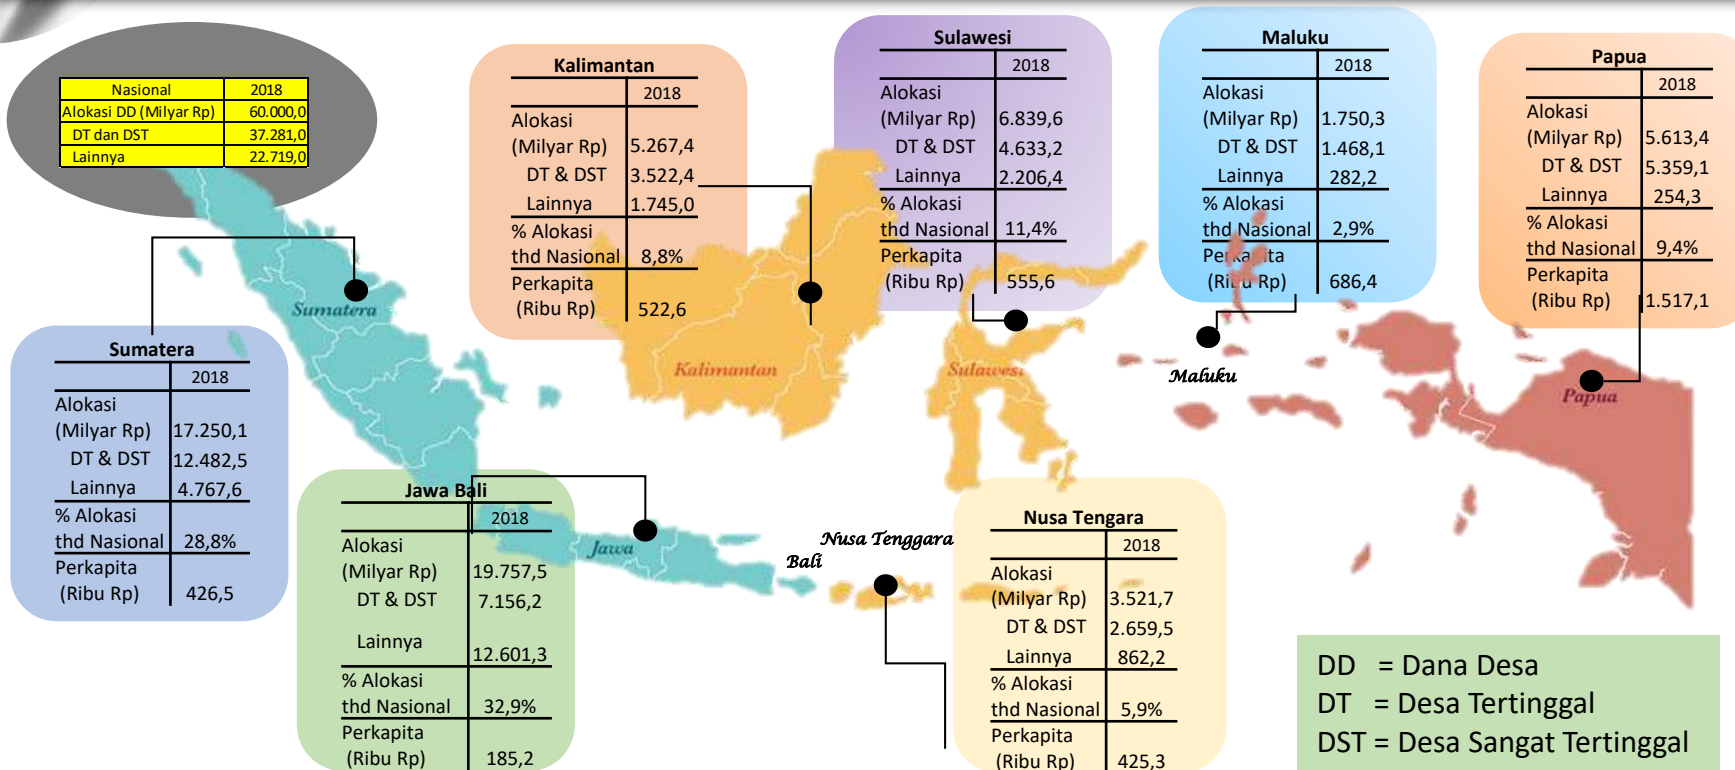 Nasional 2018
Alokasi DD (Milyar Rp) 60.000,0
DT dan DST 37.281,0
Lainnya 22.719,0
Kalimantan
2018
Alokasi
(Milyar Rp) 5.267,4
DT & DST 3.522,4
Lainnya 1.745,0
% Alokasi
thd Nasional 8,8%
Perkapita
(Ribu Rp) 522,6
Sulawesi
2018
Alokasi
(Milyar Rp) 6.839,6
DT & DST 4.633,2
Lainnya 2.206,4
% Alokasi
thd Nasional 11,4%
Perkapita
(Ribu Rp) 555,6
Maluku
2018
Alokasi
(Milyar Rp) 1.750,3
DT & DST 1.468,1
Lainnya 282,2
% Alokasi
thd Nasional 2,9%
Perkapita
(Ribu Rp) 686,4
Papua
2018
Alokasi
(Milyar Rp) 5.613,4
DT & DST 5.359,1
Lainnya 254,3
% Alokasi
thd Nasional 9,4%
Perkapita
(Ribu Rp) 1.517,1
Sumatera
Kalimantan
Sulawesi
Maluku
Papua
Sumatera
2018
Alokasi
(Milyar Rp) 17.250,1
DT & DST 12.482,5
Lainnya 4.767,6
% Alokasi
thd Nasional 28,8%
Perkapita
(Ribu Rp) 426,5
Jawa Bali
2018
Alokasi
(Milyar Rp) 19.757,5
DT & DST 7.156,2
Lainnya 12.601,3
% Alokasi
thd Nasional 32,9%
Perkapita
(Ribu Rp) 185,2
Jawa
Bali
Nusa Tenggara
Nusa Tengara
2018
Alokasi
(Milyar Rp) 3.521,7
DT & DST 2.659,5
Lainnya 862,2
% Alokasi
thd Nasional 5,9%
Perkapita
(Ribu Rp) 425,3
DD = Dana Desa
DT = Desa Tertinggal
DST = Desa Sangat Tertinggal